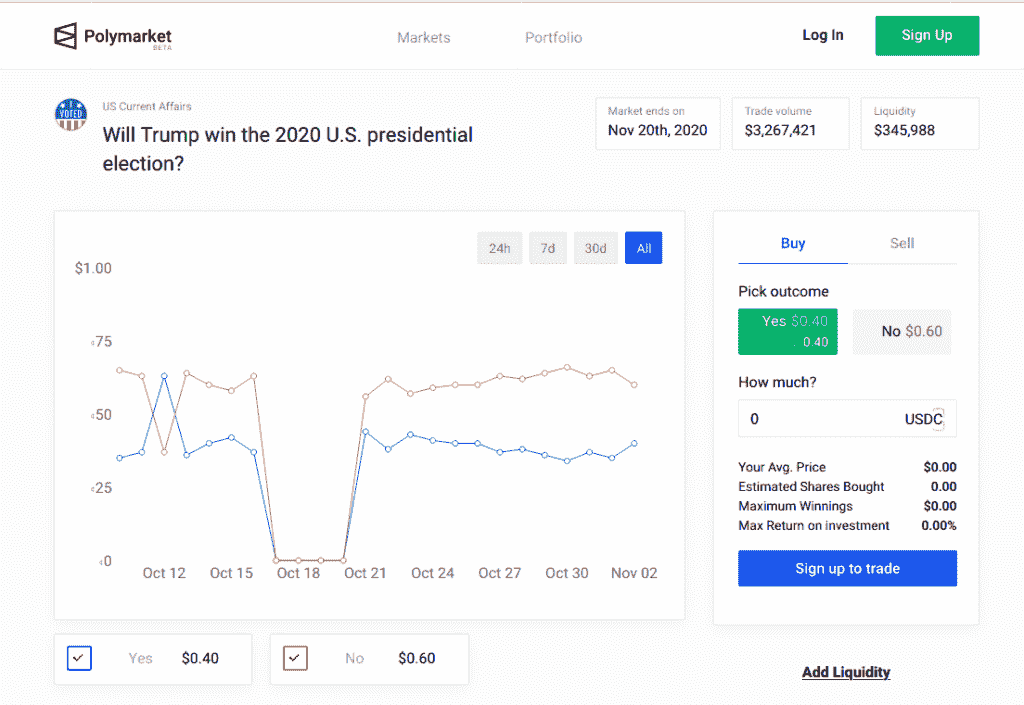 Polymarket
BETA
Markets
Portfolio
Log In
Sign Up
VOTED
US Current Affairs
Will Trump win the 2020 U.S. presidential
election?
Market ends on
Nov 20th, 2020
Trade volume
$3,267,421
Liquidity
$345,988
24h
7d
30d
All
$1.00
¢75
¢50
¢25
¢0
Oct 12
Oct 15
Oct 18
Oct 21
Oct 24
Oct 27
Oct 30
Nov 02
Yes $0.40
No $0.60
Buy
Sell
Pick outcome
Yes $0.40
0.40
No $0.60
How much?
0 USDC
Your Avg. Price $0.00
Estimated Shares Bought 0.00
Maximum Winnings $0.00
Max Return on investment 0.00%
Sign up to trade
Add Liquidity